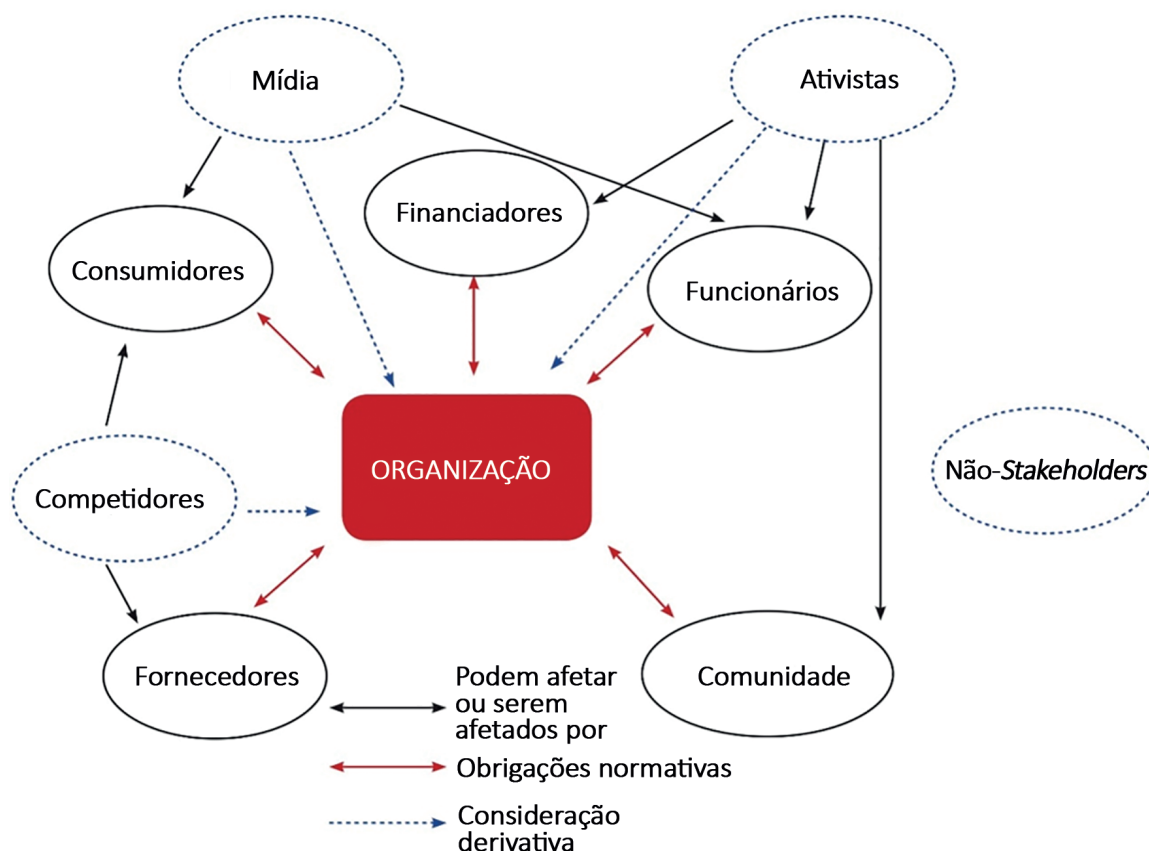 Mídia
Ativistas
Financiadores
Consumidores
Funcionários
ORGANIZAÇÃO
Não-Stakeholders
Competidores
Fornecedores
Comunidade
Podem afetar
ou serem
afetados por
Obrigações normativas
Consideração
derivativa